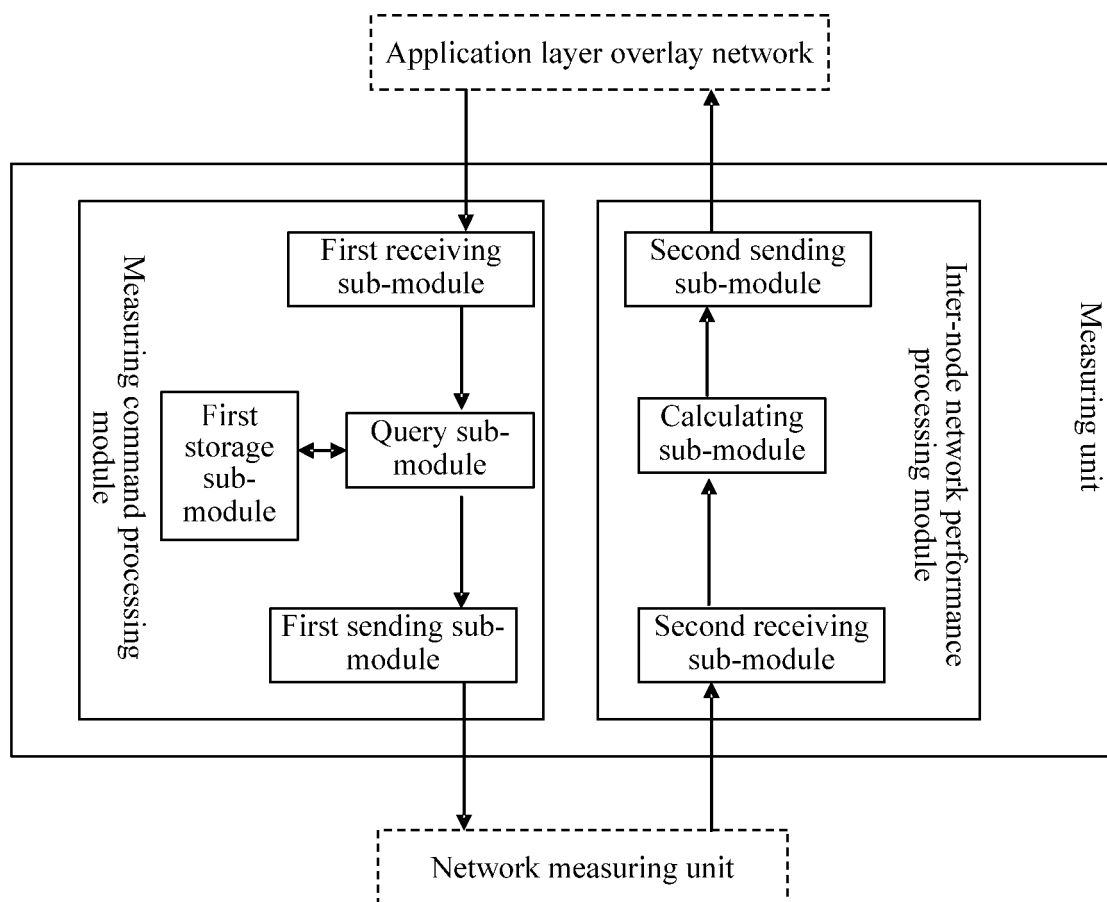 Application layer overlay network
Measuring command processing
module
First receiving
sub-module
First
storage
sub-
module
Query sub-
module
First sending sub-
module
Second sending
sub-module
Calculating
sub-module
Second receiving
sub-module
Inter-node network performance
processing module
Measuring unit
Network measuring unit